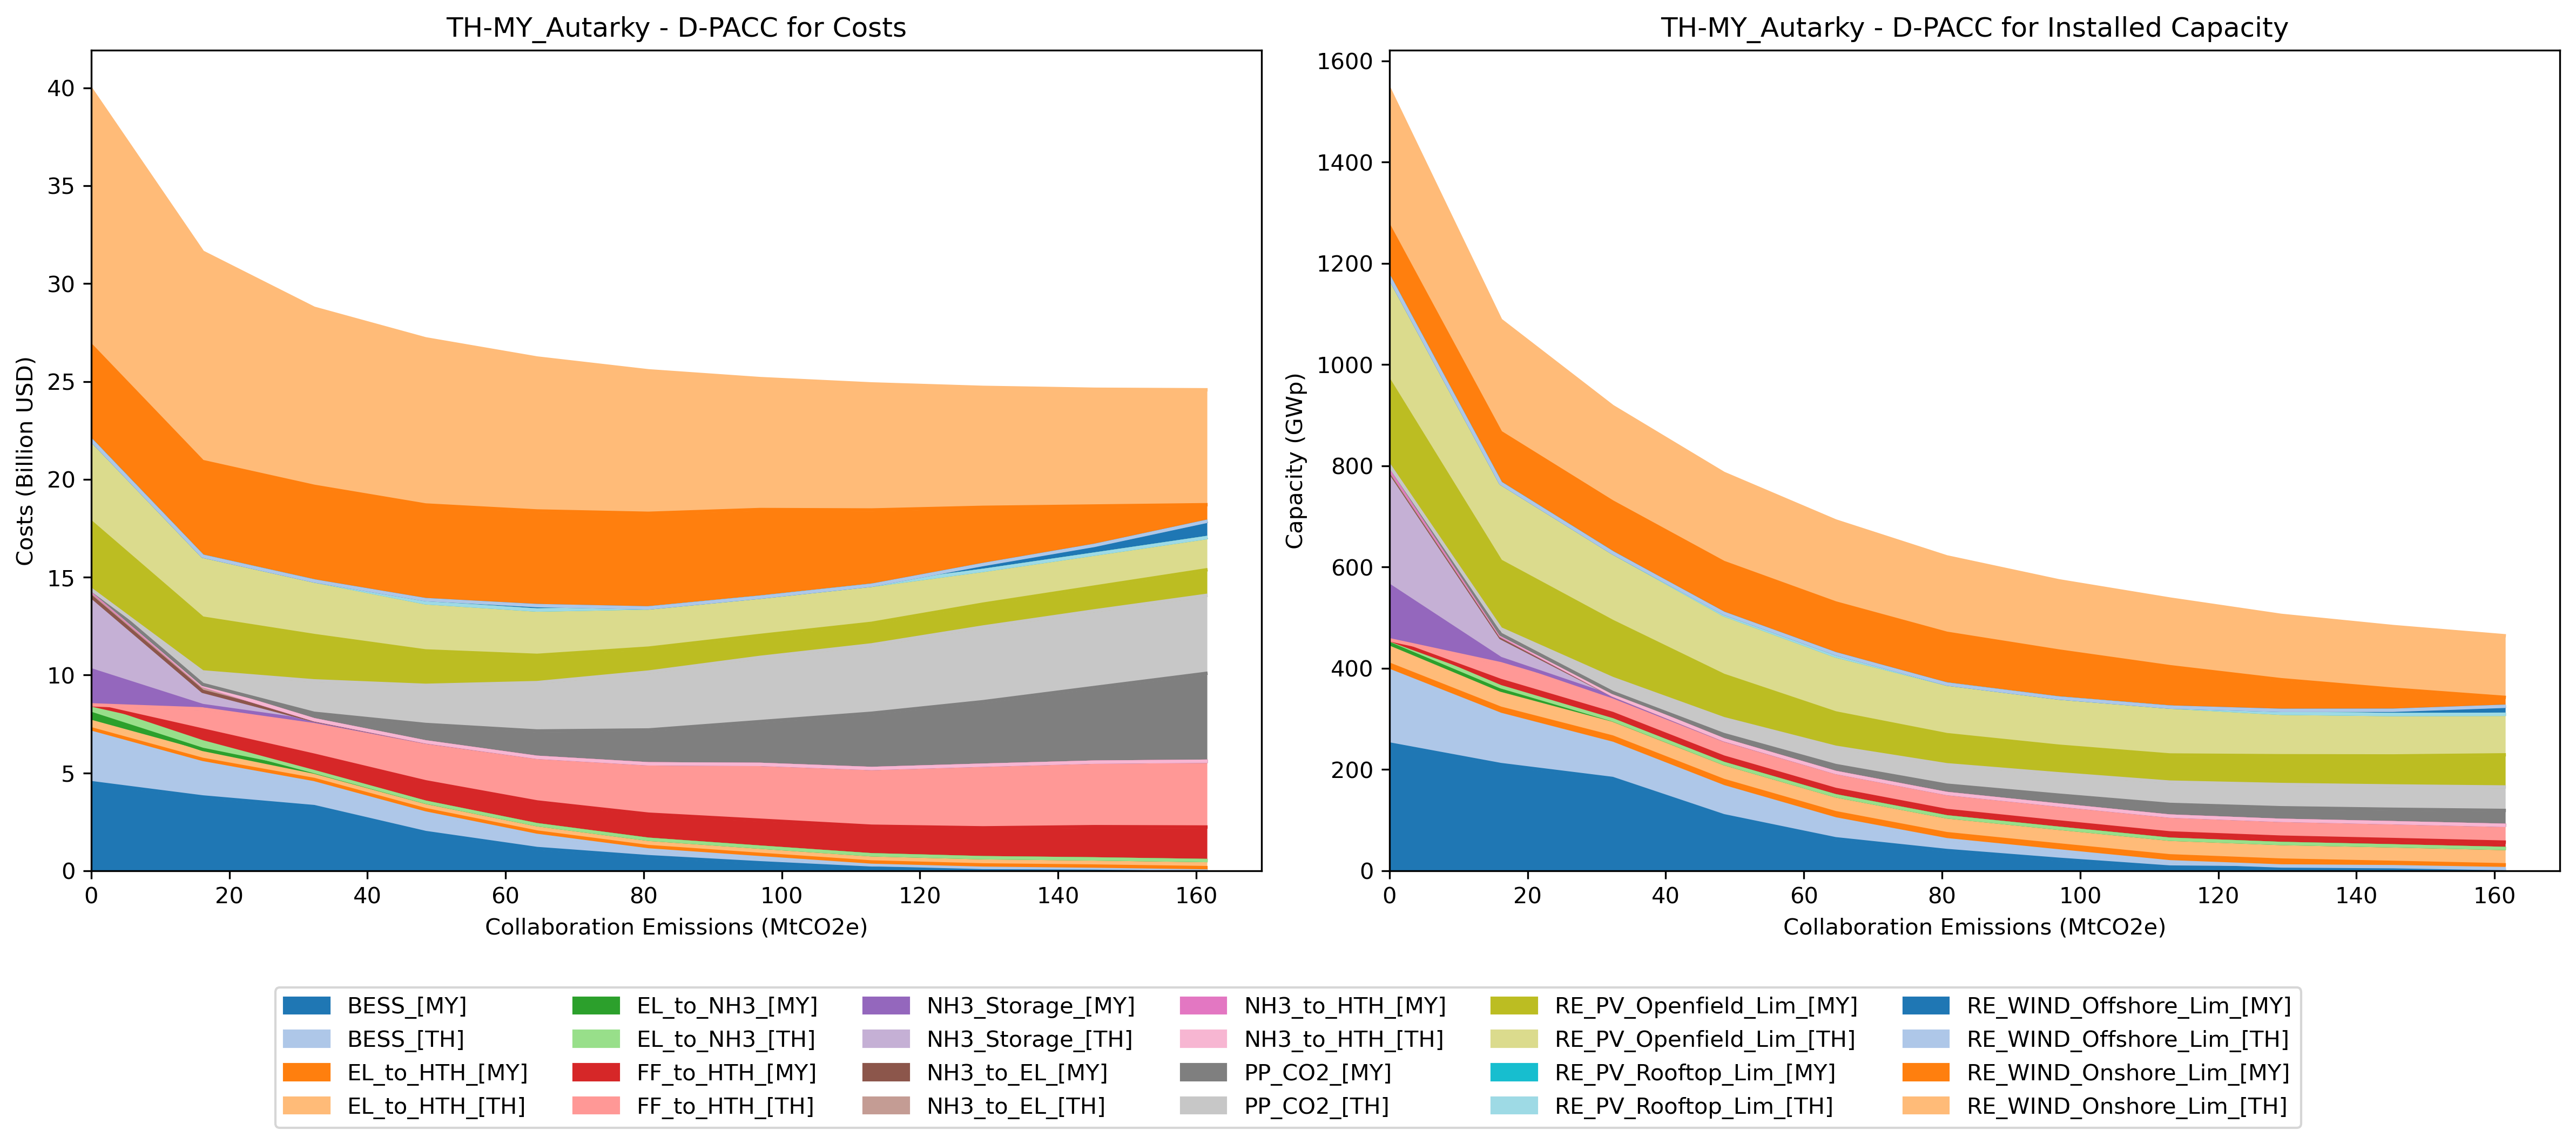 TH-MY_Autarky - D-PACC for Costs
Costs (Billion USD)
40
35
30
25
20
15
10
5
0
0 20 40 60 80 100 120 140 160
Collaboration Emissions (MtCO2e)
TH-MY_Autarky - D-PACC for Installed Capacity
Capacity (GWp)
1600
1400
1200
1000
800
600
400
200
0
0 20 40 60 80 100 120 140 160
Collaboration Emissions (MtCO2e)
BESS_[MY]
BESS_[TH]
EL_to_HTH_[MY]
EL_to_HTH_[TH]
EL_to_NH3_[MY]
EL_to_NH3_[TH]
FF_to_HTH_[MY]
FF_to_HTH_[TH]
NH3_Storage_[MY]
NH3_Storage_[TH]
NH3_to_EL_[MY]
NH3_to_EL_[TH]
NH3_to_HTH_[MY]
NH3_to_HTH_[TH]
PP_CO2_[MY]
PP_CO2_[TH]
RE_PV_Openfield_Lim_[MY]
RE_PV_Openfield_Lim_[TH]
RE_PV_Rooftop_Lim_[MY]
RE_PV_Rooftop_Lim_[TH]
RE_WIND_Offshore_Lim_[MY]
RE_WIND_Offshore_Lim_[TH]
RE_WIND_Onshore_Lim_[MY]
RE_WIND_Onshore_Lim_[TH]